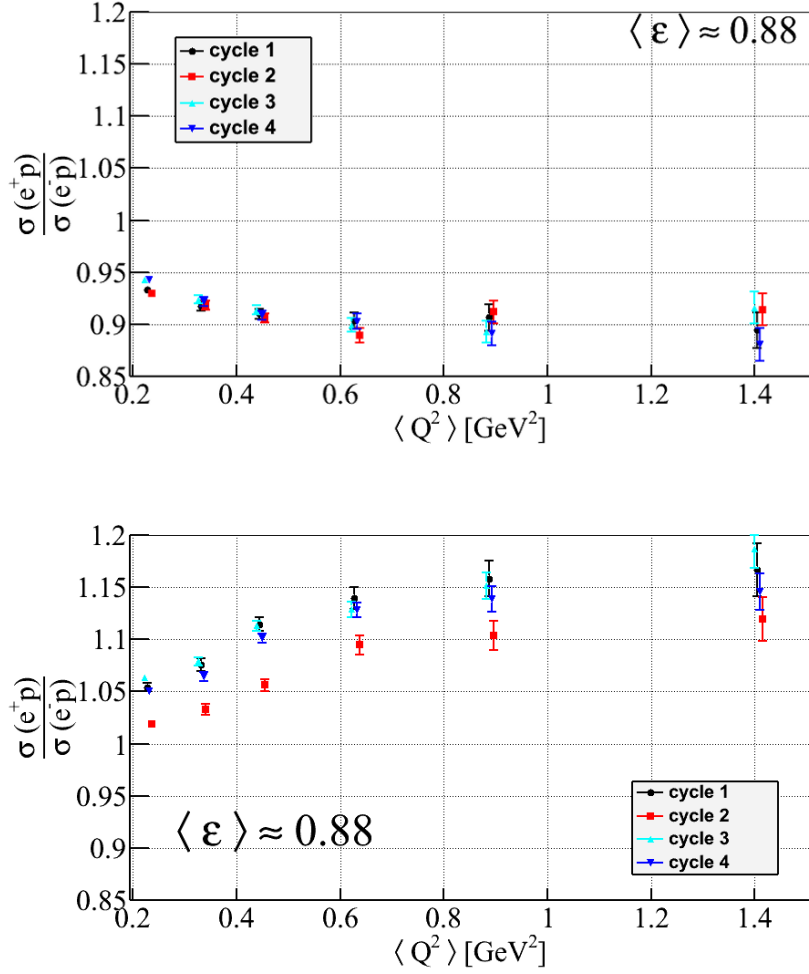 1.2
⟨ ε ⟩ ≈ 0.88
cycle 1
cycle 2
cycle 3
cycle 4
1.15
1.1
1.05
1
0.95
0.9
0.85
σ (e⁺p)
σ (e⁻p)
0.2 0.4 0.6 0.8 1 1.2 1.4
⟨ Q² ⟩ [GeV²]
1.2
1.15
1.1
1.05
1
0.95
0.9
0.85
σ (e⁺p)
σ (e⁻p)
⟨ ε ⟩ ≈ 0.88
cycle 1
cycle 2
cycle 3
cycle 4
0.2 0.4 0.6 0.8 1 1.2 1.4
⟨ Q² ⟩ [GeV²]